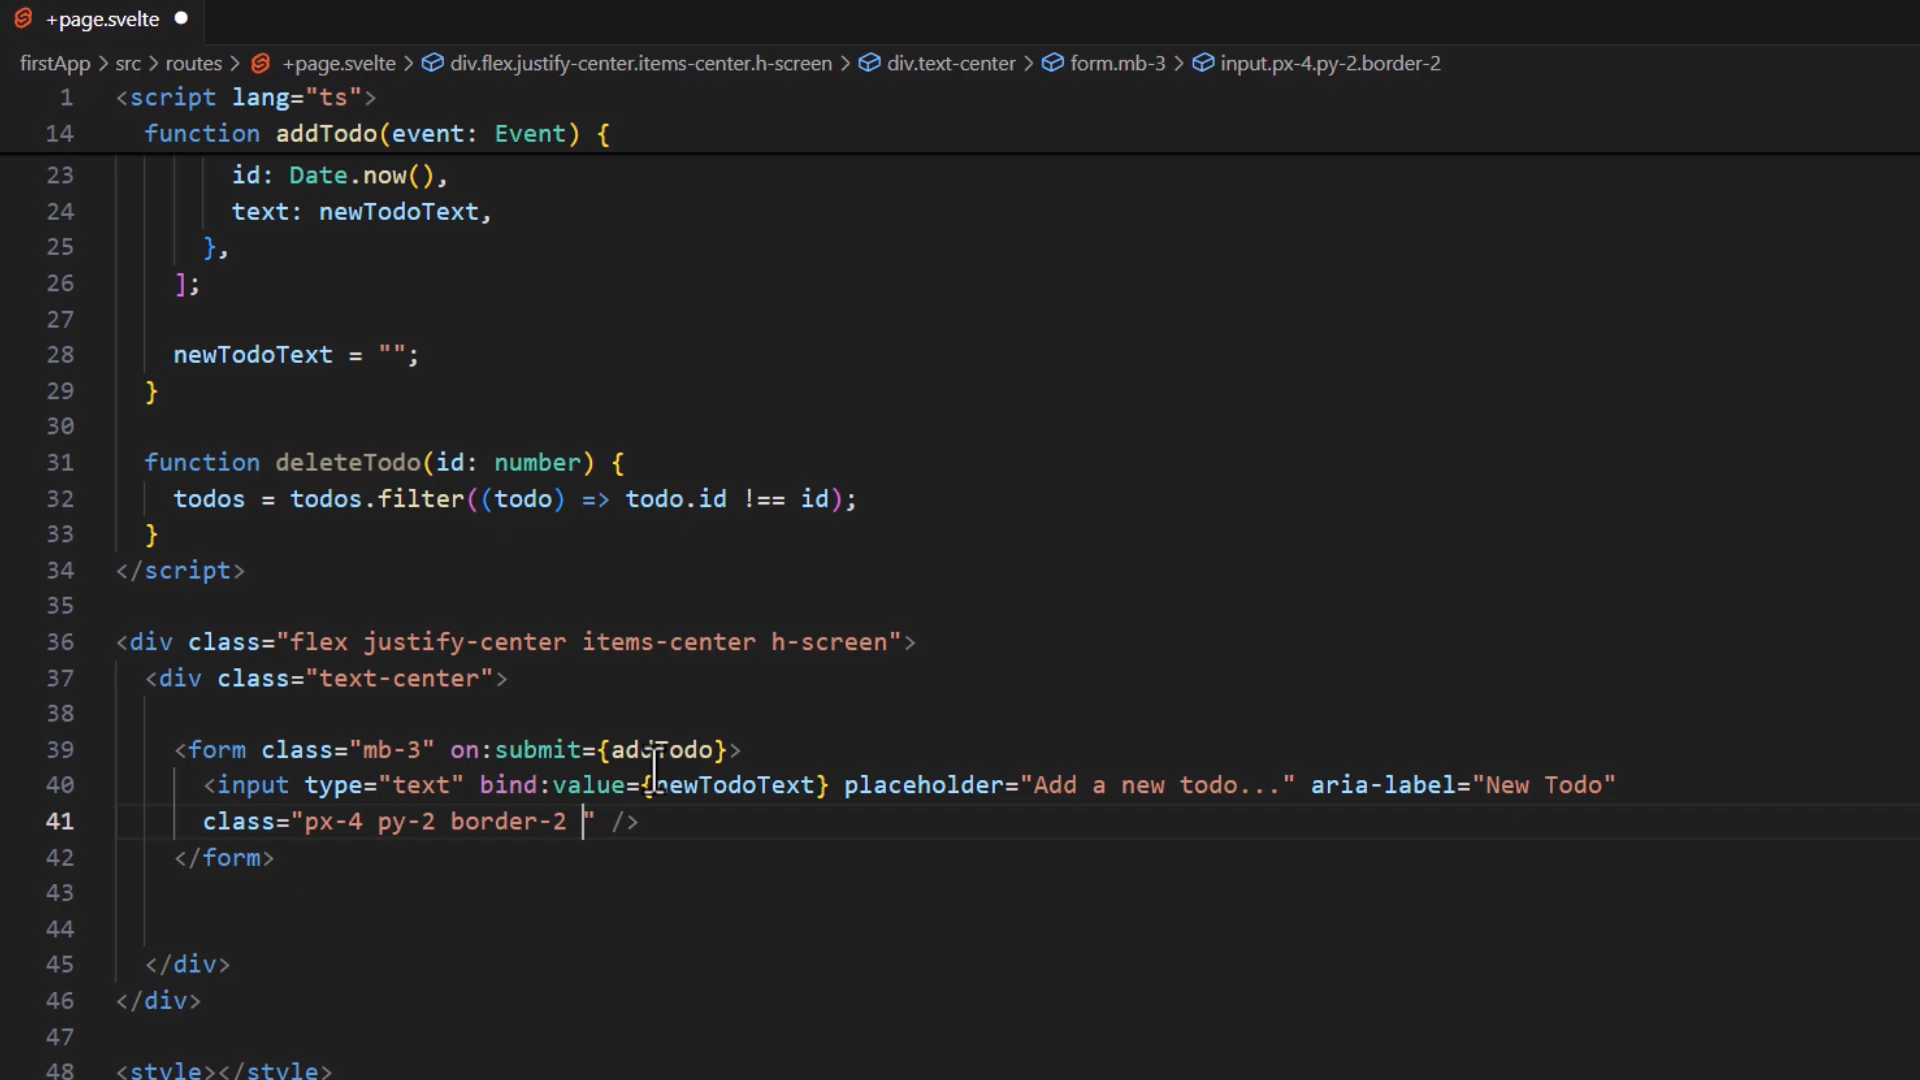 +page.svelte
firstApp > src > routes > +page.svelte > div.flex.justify-center.items-center.h-screen > div.text-center > form.mb-3 > input.px-4.py-2.border-2
1 <script lang="ts">
14 function addTodo(event: Event) {
23 id: Date.now(),
24 text: newTodoText,
25 },
26 ];
27
28 newTodoText = "";
29 }
30
31 function deleteTodo(id: number) {
32 todos = todos.filter((todo) => todo.id !== id);
33 }
34 </script>
35
36 <div class="flex justify-center items-center h-screen">
37 <div class="text-center">
38
39 <form class="mb-3" on:submit={addTodo}>
40 <input type="text" bind:value={newTodoText} placeholder="Add a new todo..." aria-label="New Todo"
41 class="px-4 py-2 border-2 " />
42 </form>
43
44
45 </div>
46 </div>
47
48 <style></style>